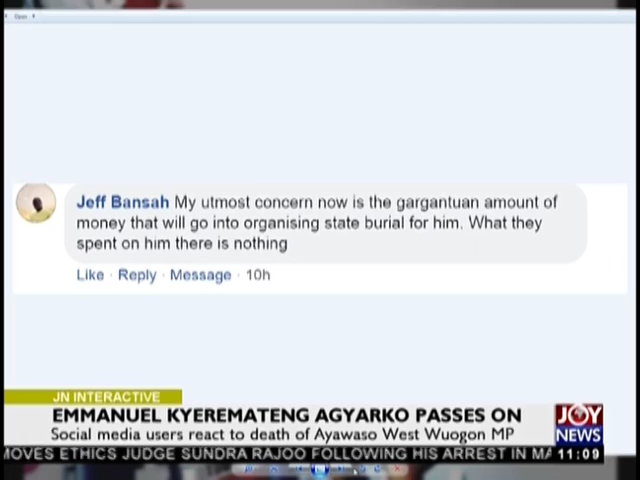 Open
Jeff Bansah My utmost concern now is the gargantuan amount of
money that will go into organising state burial for him. What they
spent on him there is nothing
Like · Reply · Message · 10h
JN INTERACTIVE
EMMANUEL KYEREMATENG AGYARKO PASSES ON
Social media users react to death of Ayawaso West Wuogon MP
JOY
NEWS
MOVES ETHICS JUDGE SUNDRA RAJOO FOLLOWING HIS ARREST IN MA
11:09